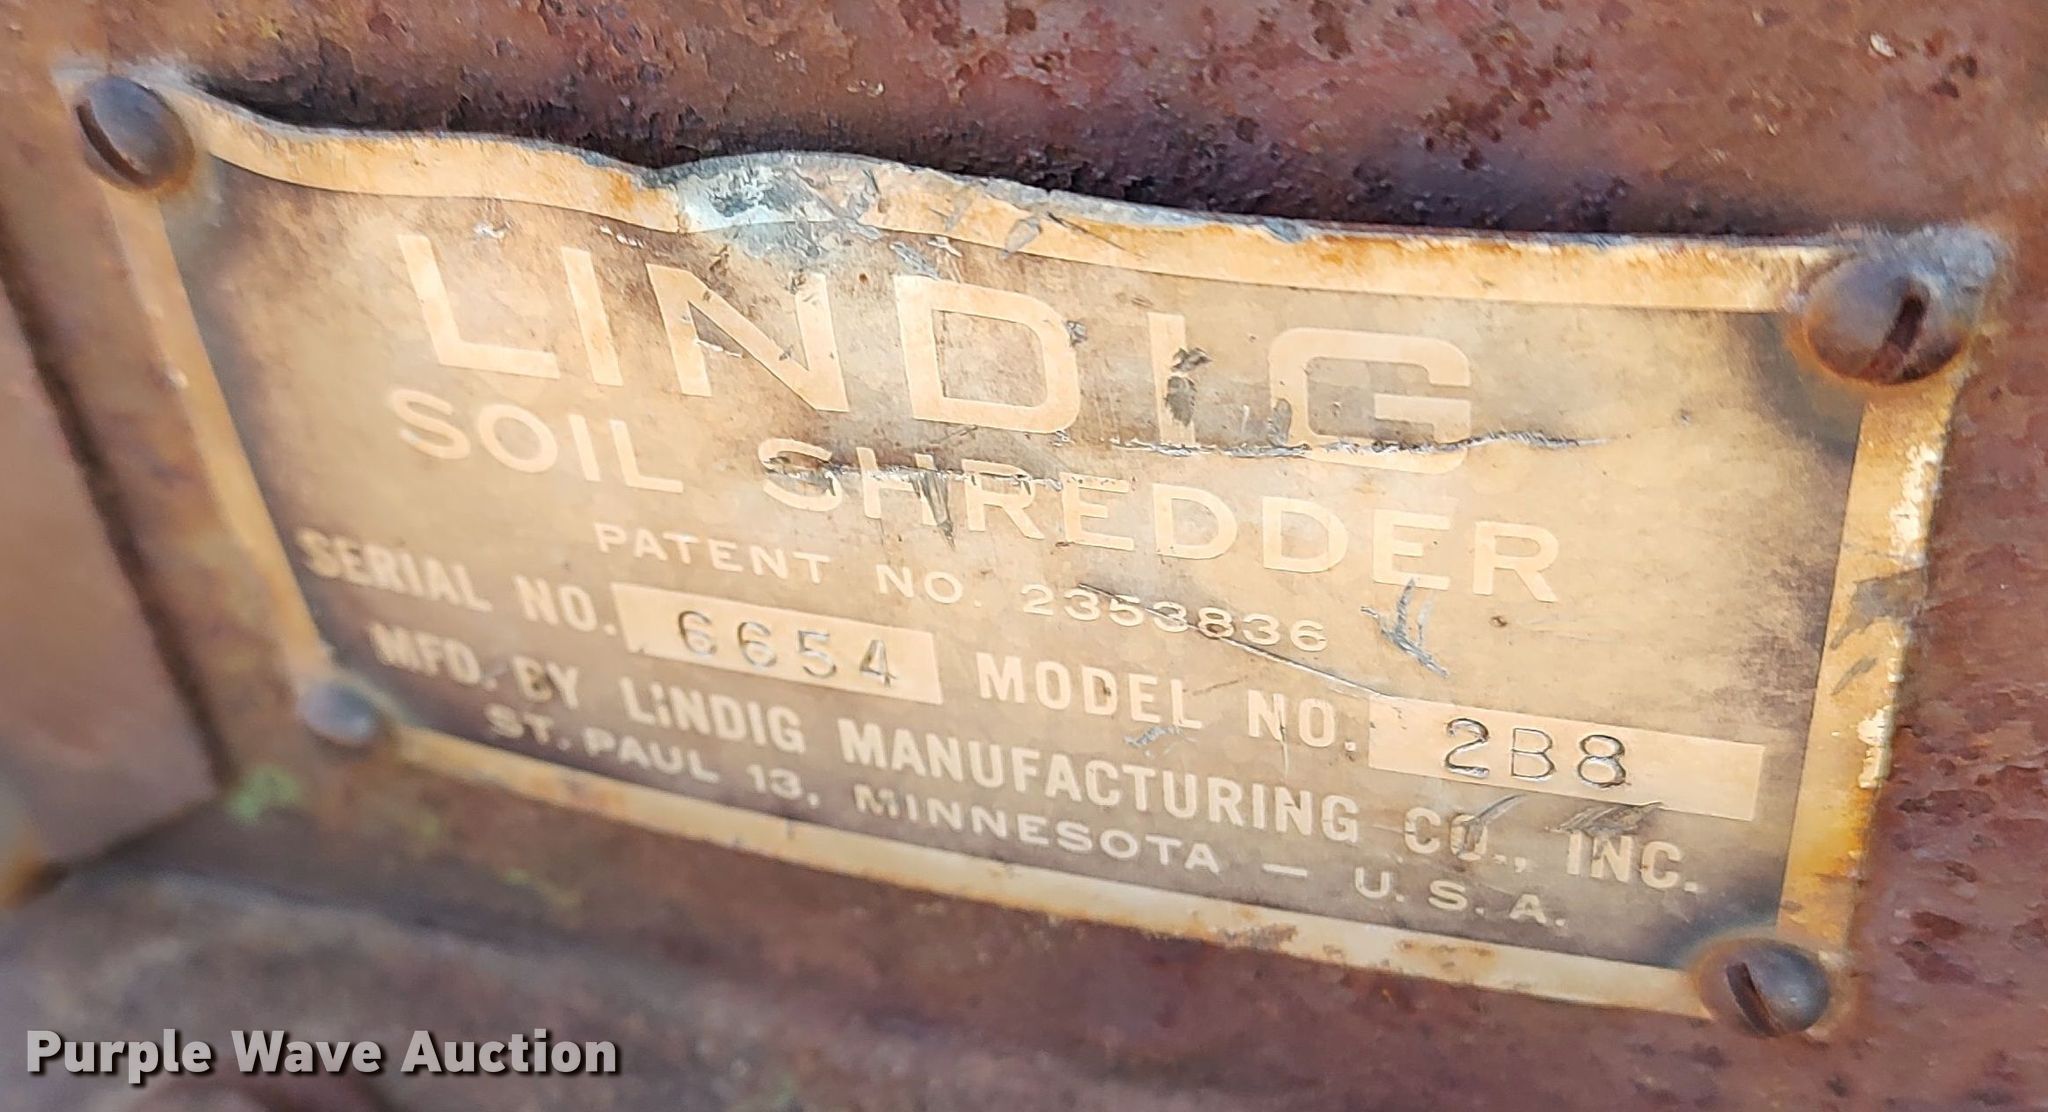 LINDIG
SOIL SHREDDER
PATENT NO. 2353836
SERIAL NO. 6654 MODEL NO. 2B8
MFD. BY LINDIG MANUFACTURING CO., INC.
ST. PAUL 13, MINNESOTA — U. S. A.
Purple Wave Auction